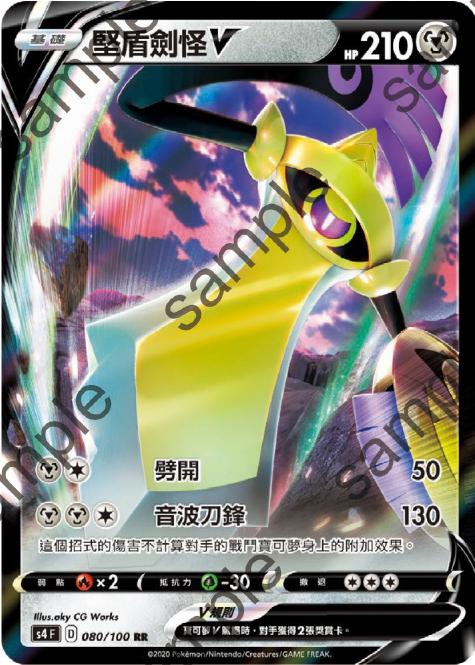 基礎 堅盾劍怪V HP 210
sample
sample
sample
sample
sample
sample
劈開 50
音波刀鋒 130
這個招式的傷害不計算對手的戰鬥寶可夢身上的附加效果。
弱點 ×2 抵抗力 -30 撤退
Illus.aky CG Works
V規則
s4 F D 080/100 RR
寶可夢V氣絕時，對手獲得2張獎賞卡。
©2020 Pokémon/Nintendo/Creatures/GAME FREAK.